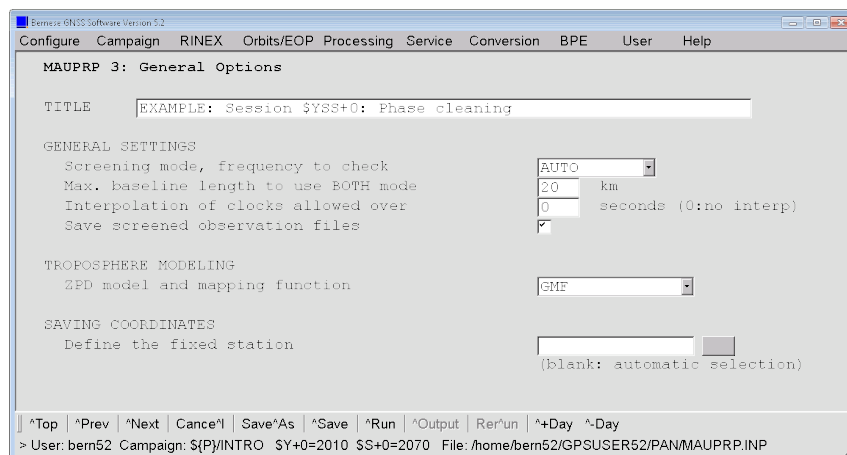 Bernese GNSS Software Version 5.2
Configure Campaign RINEX Orbits/EOP Processing Service Conversion BPE User Help
MAUPRP 3: General Options
TITLE EXAMPLE: Session $YSS+0: Phase cleaning
GENERAL SETTINGS
Screening mode, frequency to check AUTO
Max. baseline length to use BOTH mode 20 km
Interpolation of clocks allowed over 0 seconds (0:no interp)
Save screened observation files
TROPOSPHERE MODELING
ZPD model and mapping function GMF
SAVING COORDINATES
Define the fixed station
(blank: automatic selection)
^Top ^Prev ^Next Cance^l Save^As ^Save ^Run ^Output Rer^un ^+Day ^-Day
> User: bern52 Campaign: ${P}/INTRO $Y+0=2010 $S+0=2070 File: /home/bern52/GPSUSER52/PAN/MAUPRP.INP